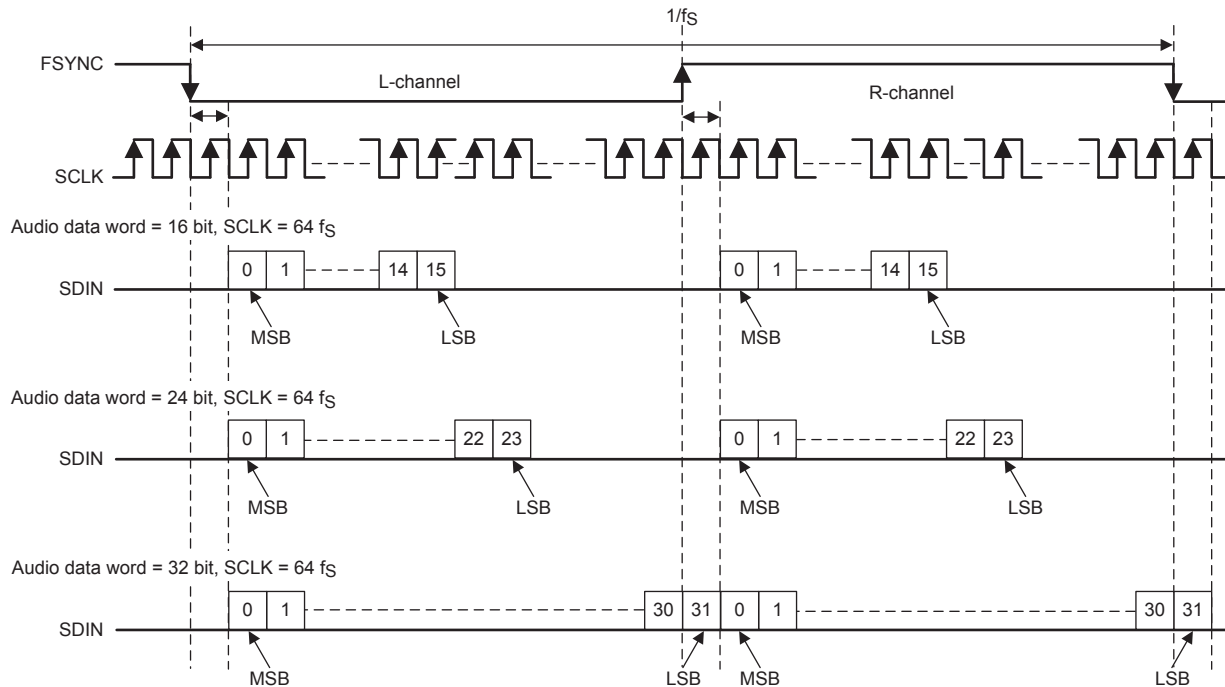 1/fS
FSYNC
L-channel
R-channel
SCLK
Audio data word = 16 bit, SCLK = 64 fS
SDIN
0 1 14 15 0 1 14 15
MSB LSB MSB LSB
Audio data word = 24 bit, SCLK = 64 fS
SDIN
0 1 22 23 0 1 22 23
MSB LSB MSB LSB
Audio data word = 32 bit, SCLK = 64 fS
SDIN
0 1 30 31 0 1 30 31
MSB LSB MSB LSB